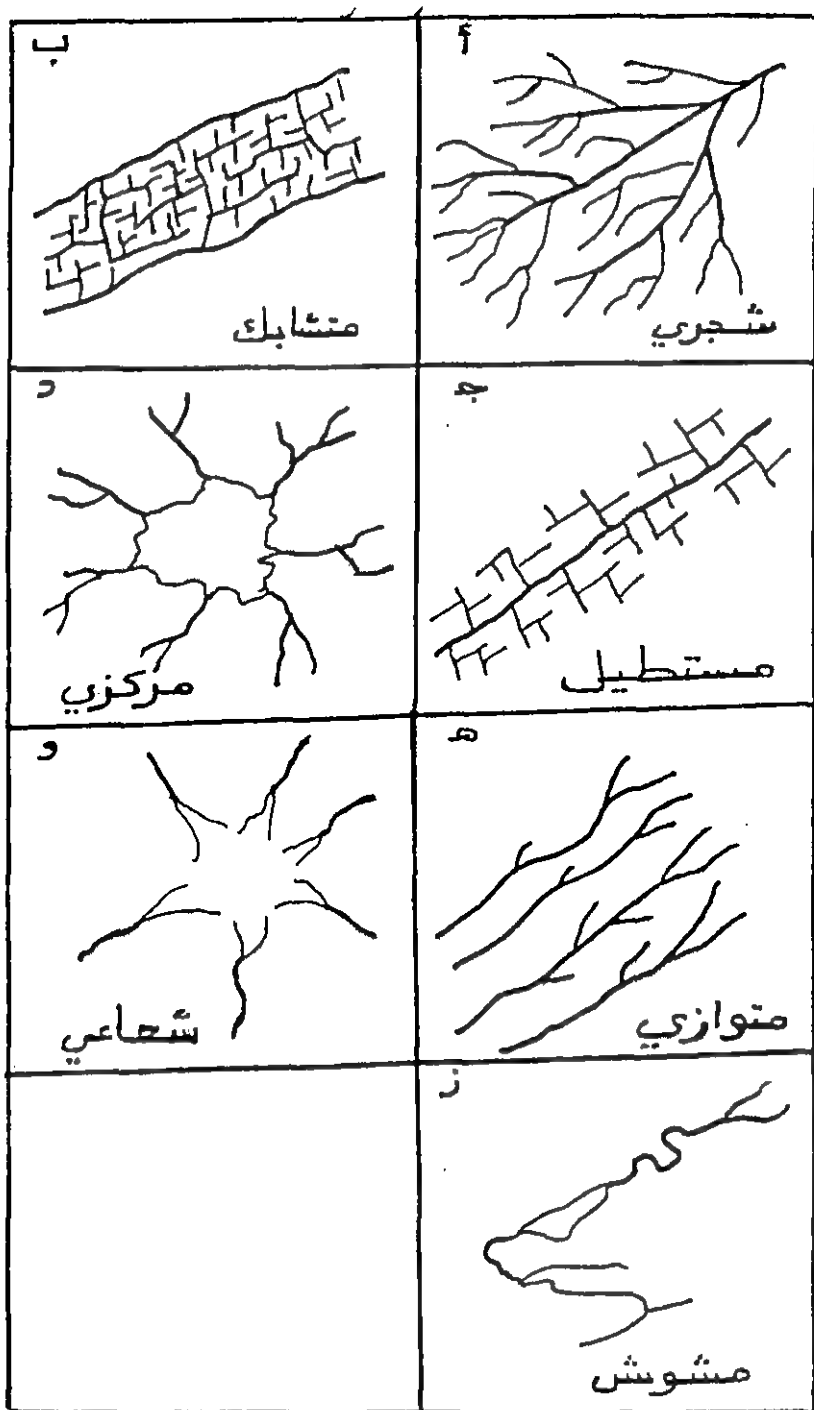 أ
شجري
ب
متشابك
جـ
مستطيل
د
مركزي
هـ
متوازي
و
شعاعي
ز
مشوش